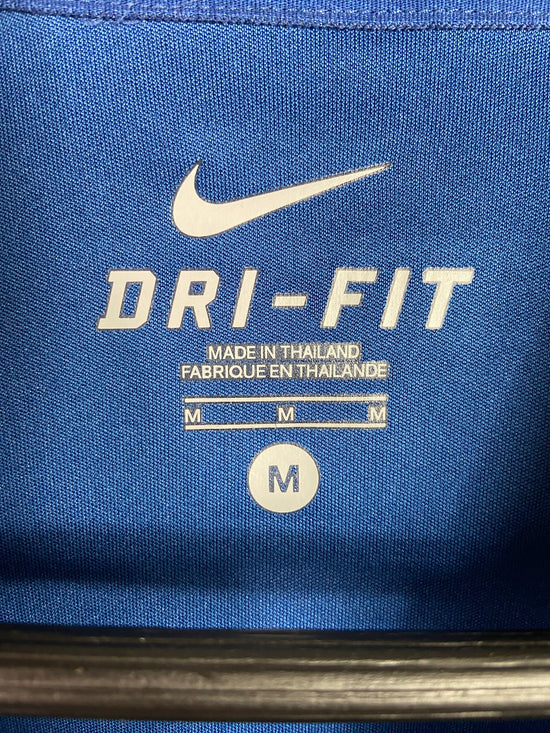 DRI-FIT
MADE IN THAILAND
FABRIQUE EN THAILANDE
M M M
M